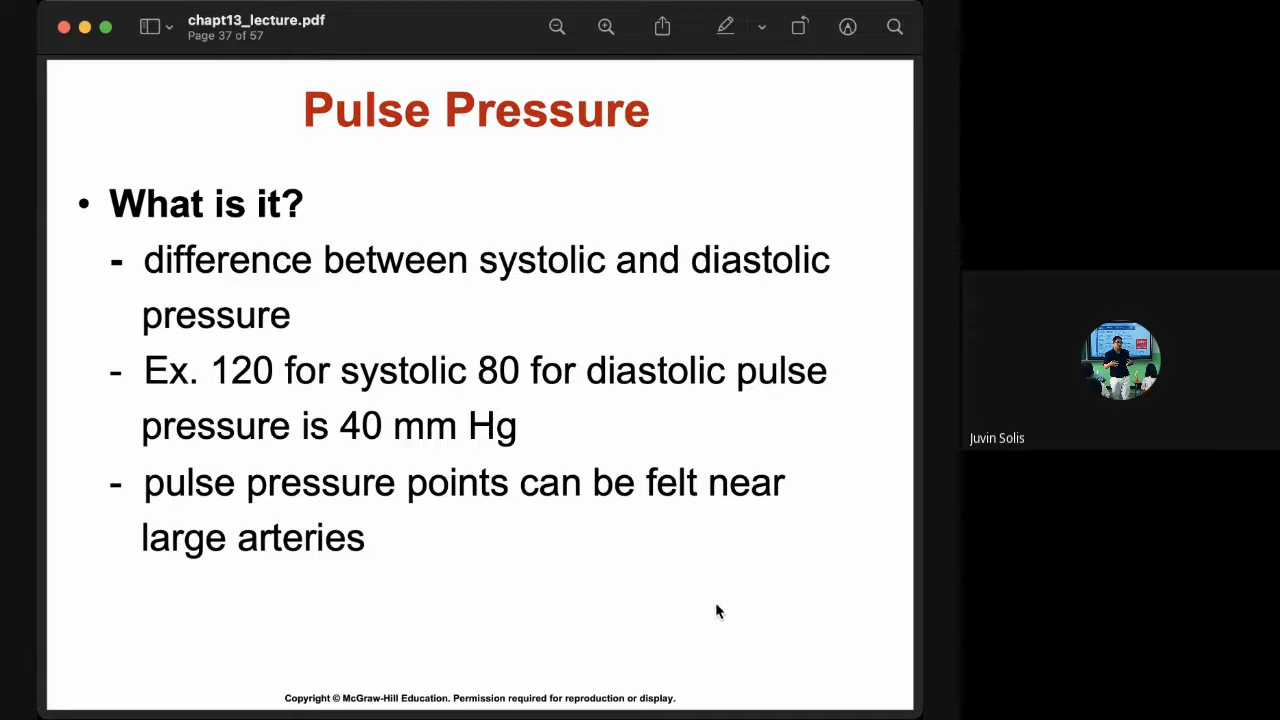 chapt13_lecture.pdf
Page 37 of 57
Pulse Pressure
• What is it?
- difference between systolic and diastolic
pressure
- Ex. 120 for systolic 80 for diastolic pulse
pressure is 40 mm Hg
- pulse pressure points can be felt near
large arteries
Juvin Solis
Copyright © McGraw-Hill Education. Permission required for reproduction or display.